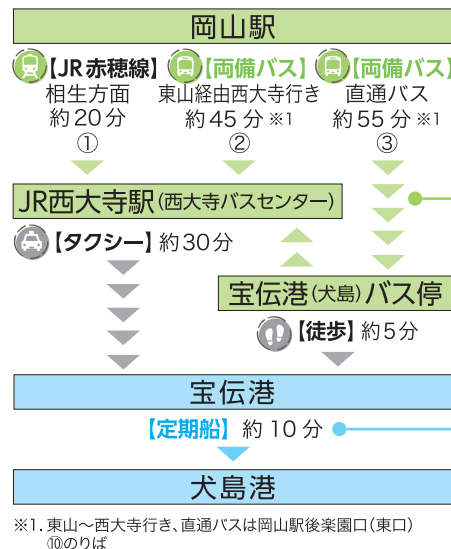 岡山駅
【JR赤穂線】 【両備バス】 【両備バス】
相生方面 東山経由西大寺行き 直通バス
約20分 約45分※1 約55分※1
① ② ③
JR西大寺駅(西大寺バスセンター)
【タクシー】約30分
宝伝港(犬島)バス停
【徒歩】約5分
宝伝港
【定期船】約10分
犬島港
※1. 東山〜西大寺行き、直通バスは岡山駅後楽園口(東口)
⑩のりば